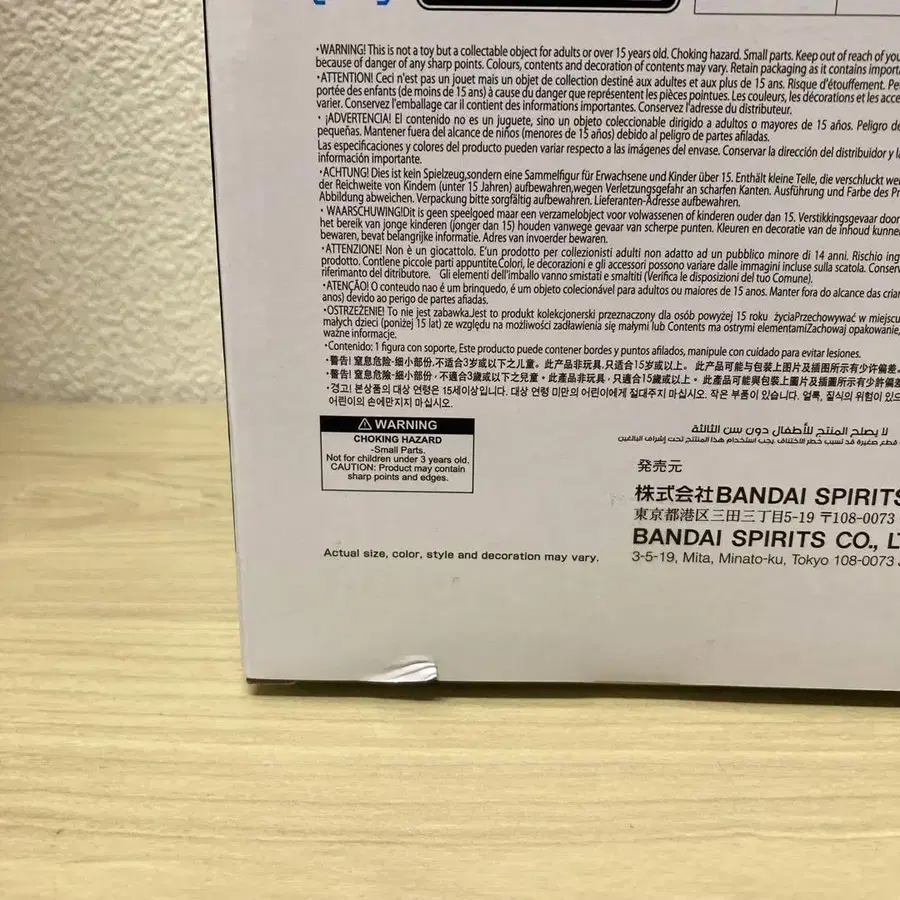 ·WARNING! This is not a toy but a collectable object for adults or over 15 years old. Choking hazard. Small parts. Keep out of reach of
because of danger of any sharp points. Colours, contents and decoration of contents may vary. Retain packaging as it contains
·ATTENTION! Ceci n'est pas un jouet mais un objet de collection destiné aux adultes et aux plus de 15 ans. Risque d'étouffement.
portée des enfants (de moins de 15 ans) à cause du danger que représentent les pièces pointues. Les couleurs, les décorations et les
varier. Conservez l'emballage car il contient des informations importantes. Conservez l'adresse du distributeur.
· ¡ADVERTENCIA! El contenido no es un juguete, sino un objeto coleccionable dirigido a adultos o mayores de 15 años. Peligro
pequeñas. Mantener fuera del alcance de niños (menores de 15 años) debido al peligro de partes afiladas.
Las especificaciones y colores del producto pueden variar respecto a las imágenes del envase. Conservar la dirección del distribuidor y
información importante.
·ACHTUNG! Dies ist kein Spielzeug,sondern eine Sammelfigur für Erwachsene und Kinder über 15. Enthält kleine Teile, die verschluckt
der Reichweite von Kindern (unter 15 Jahren) aufbewahren,wegen Verletzungsgefahr an scharfen Kanten. Ausführung und Farbe des
Abbildung abweichen. Verpackung bitte sorgfältig aufbewahren. Lieferanten-Adresse aufbewahren.
· WAARSCHUWING!Dit is geen speelgoed maar een verzamelobject voor volwassenen of kinderen ouder dan 15. Verstikkingsgevaar door
het bereik van jonge kinderen (jonger dan 15) houden vanwege gevaar van scherpe punten. Kleuren en decoratie van de inhoud
bewaren, bevat belangrijke informatie. Adres van invoerder bewaren.
·ATTENZIONE! Non è un giocattolo. E'un prodotto per collezionisti adulti non adatto ad un pubblico minore di 14 anni. Rischio
prodotto. Contiene piccole parti appuntite.Colori, le decorazioni e gli accessori possono variare dalle immagini incluse sulla scatola.
riferimanto del ditributore. Gli elementi dell'imballo vanno smistati e smaltiti (Verifica le disposizioni del tuo Comune).
·ATENÇÃO! O conteudo nao é um brinquedo, é um objeto colecionável para adultos ou maiores de 15 anos. Manter fora do alcance das
anos) devido ao perigo de partes afiadas.
·OSTRZEŻENIE! To nie jest zabawka.Jest to produkt kolekcjonerski przeznaczony dla osób powyżej 15 roku życiaPrzechowywać w miejscu
małych dzieci (poniżej 15 lat) ze względu na możliwości zadławienia się małymi lub Contents ma ostrymi elementamiZachowaj opakowanie,
ważne informacje.
·Contenido: 1 figura con soporte, Este producto puede contener bordes y puntos afilados, manipule con cuidado para evitar lesiones.
·警告! 窒息危险-细小部份,不适合3岁或以下之儿童。此产品非玩具,只适合15岁或以上。 此产品可能与包装上图片及插图所示有少许偏差。
·警告! 窒息危險-細小部份,不適合3歲或以下之兒童。此產品非玩具,只適合15歲或以上。此產品可能與包裝上圖片及插圖所示有少許偏差
·경고! 본상품의 대상 연령은 15세이상입니다. 대상 연령 미만의 어린이에게 절대주지 마십시오. 작은 부품이 있습니다. 얼룩, 질식의 위험이
어린이의 손에만지지 마십시오.
⚠ WARNING
CHOKING HAZARD
-Small Parts.
Not for children under 3 years old.
CAUTION: Product may contain
sharp points and edges.
لا يصلح المنتج للأطفال دون سن الثالثة
発売元
株式会社BANDAI SPIRITS
東京都港区三田三丁目5-19 〒108-0073
BANDAI SPIRITS CO.,
3-5-19, Mita, Minato-ku, Tokyo 108-0073
Actual size, color, style and decoration may vary.